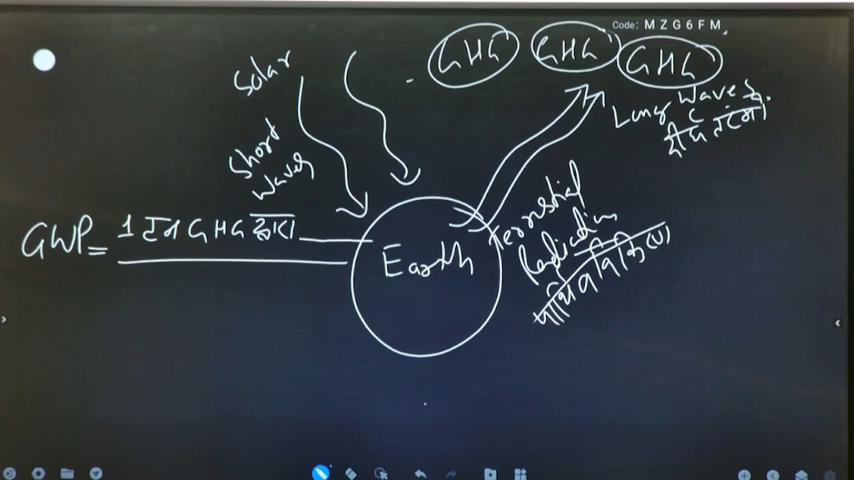 Code: M Z G 6 F M
GHG GHG GHG
Solar
Short
Waves
Long Waves
दीर्घ तरंगे
GWP = 1 टन GHG द्वारा
Earth
Terrestrial
Radiation
पार्थिव विकिरण